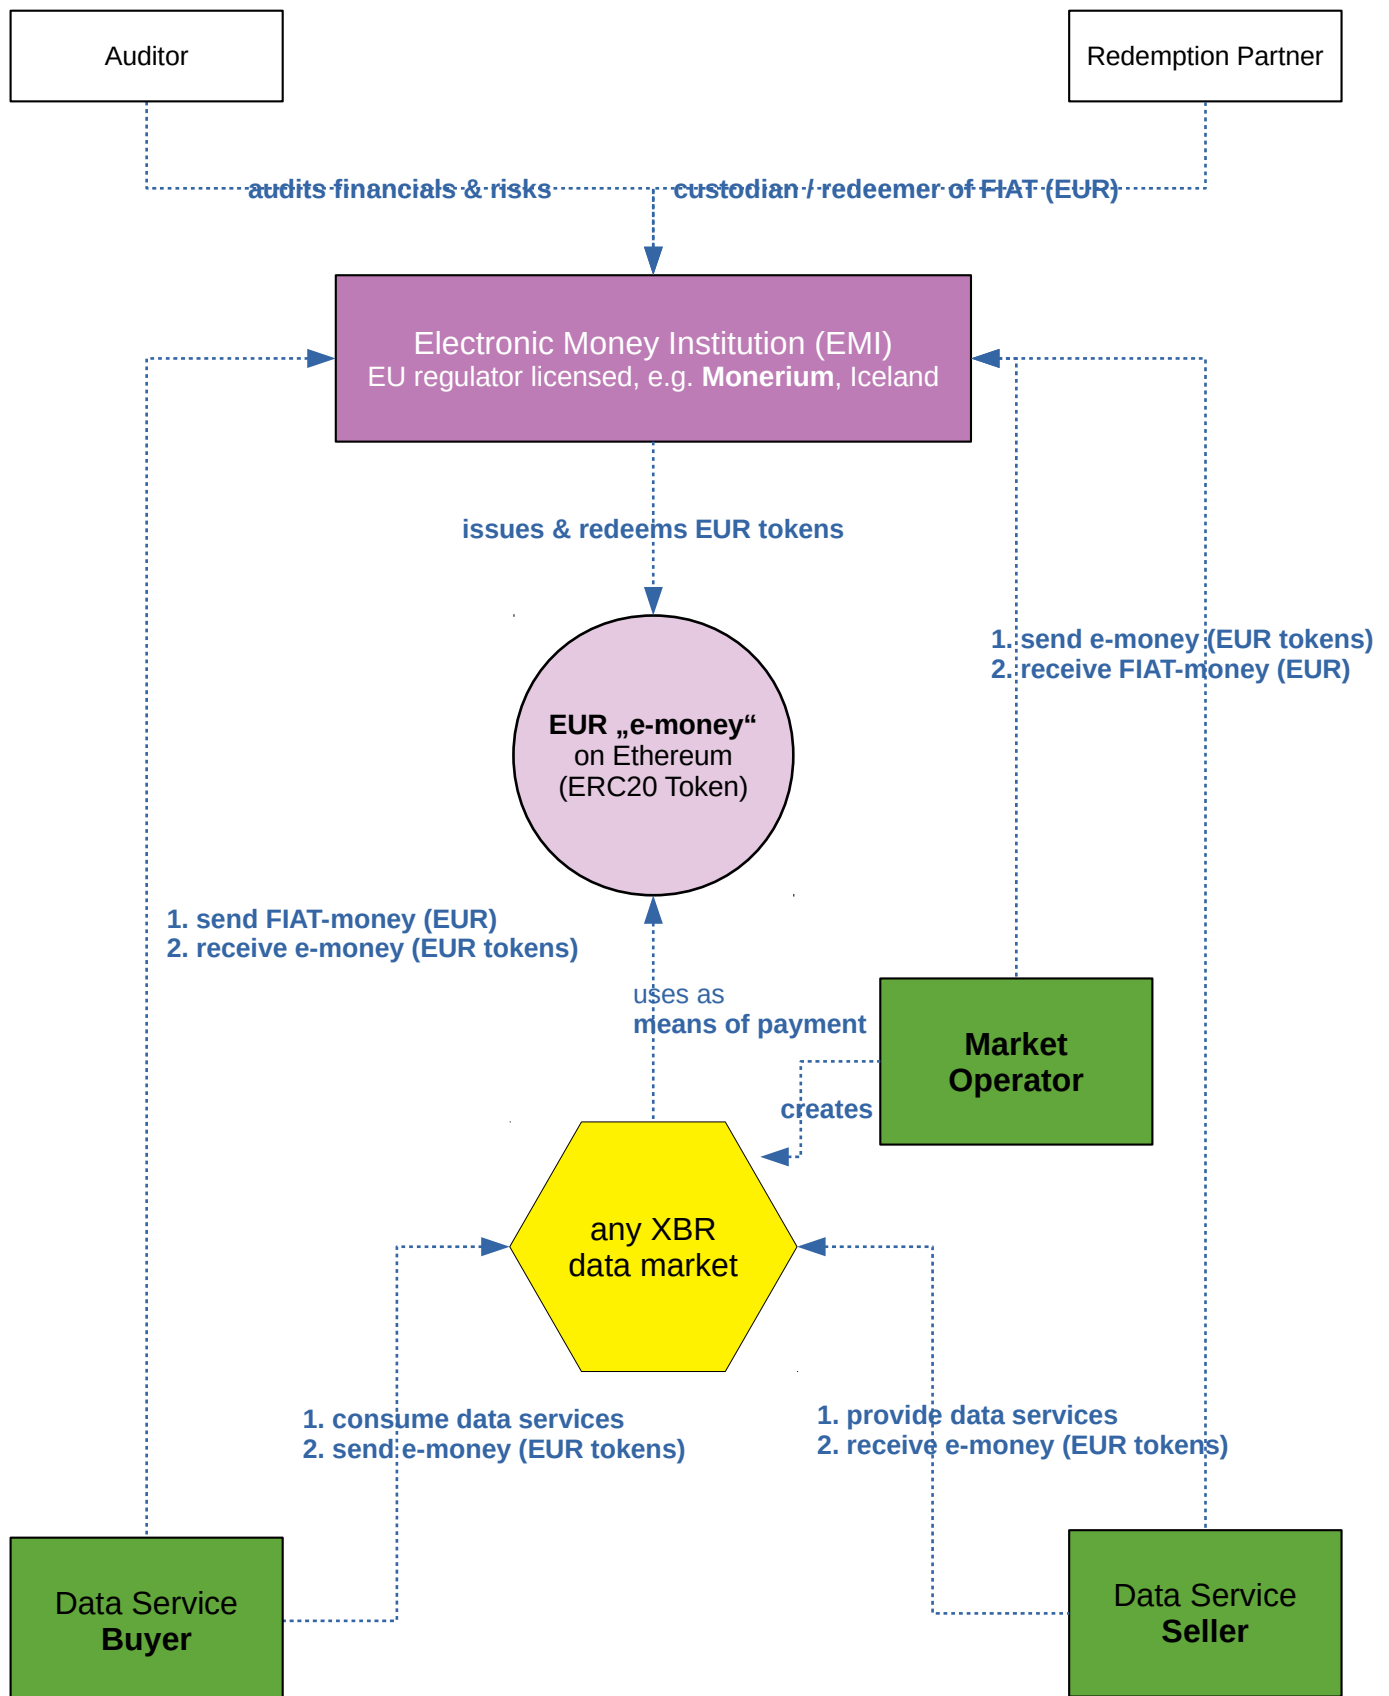 Auditor
Redemption Partner
audits financials & risks
custodian / redeemer of FIAT (EUR)
Electronic Money Institution (EMI)
EU regulator licensed, e.g. Monerium, Iceland
issues & redeems EUR tokens
1. send e-money (EUR tokens)
2. receive FIAT-money (EUR)
EUR „e-money“
on Ethereum
(ERC20 Token)
1. send FIAT-money (EUR)
2. receive e-money (EUR tokens)
uses as
means of payment
Market
Operator
creates
any XBR
data market
1. consume data services
2. send e-money (EUR tokens)
1. provide data services
2. receive e-money (EUR tokens)
Data Service
Buyer
Data Service
Seller